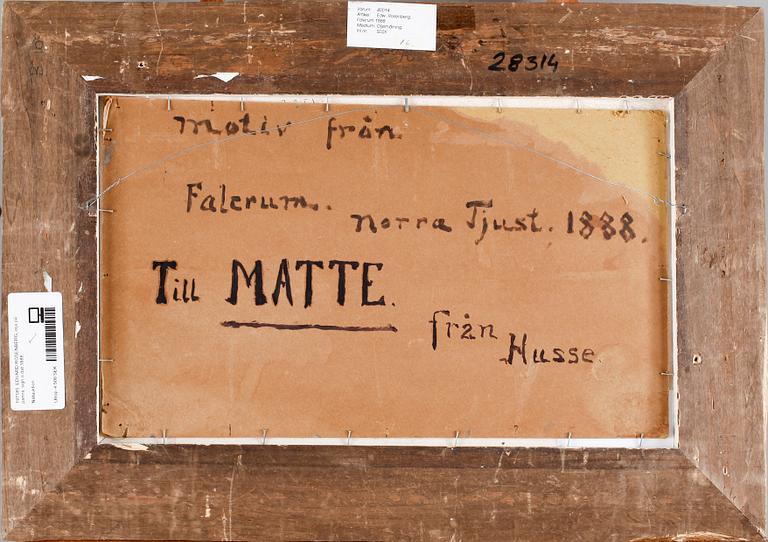 28314
Motiv från
Falerum.
Norra Tjust. 1888.
Till MATTE.
från
Husse.